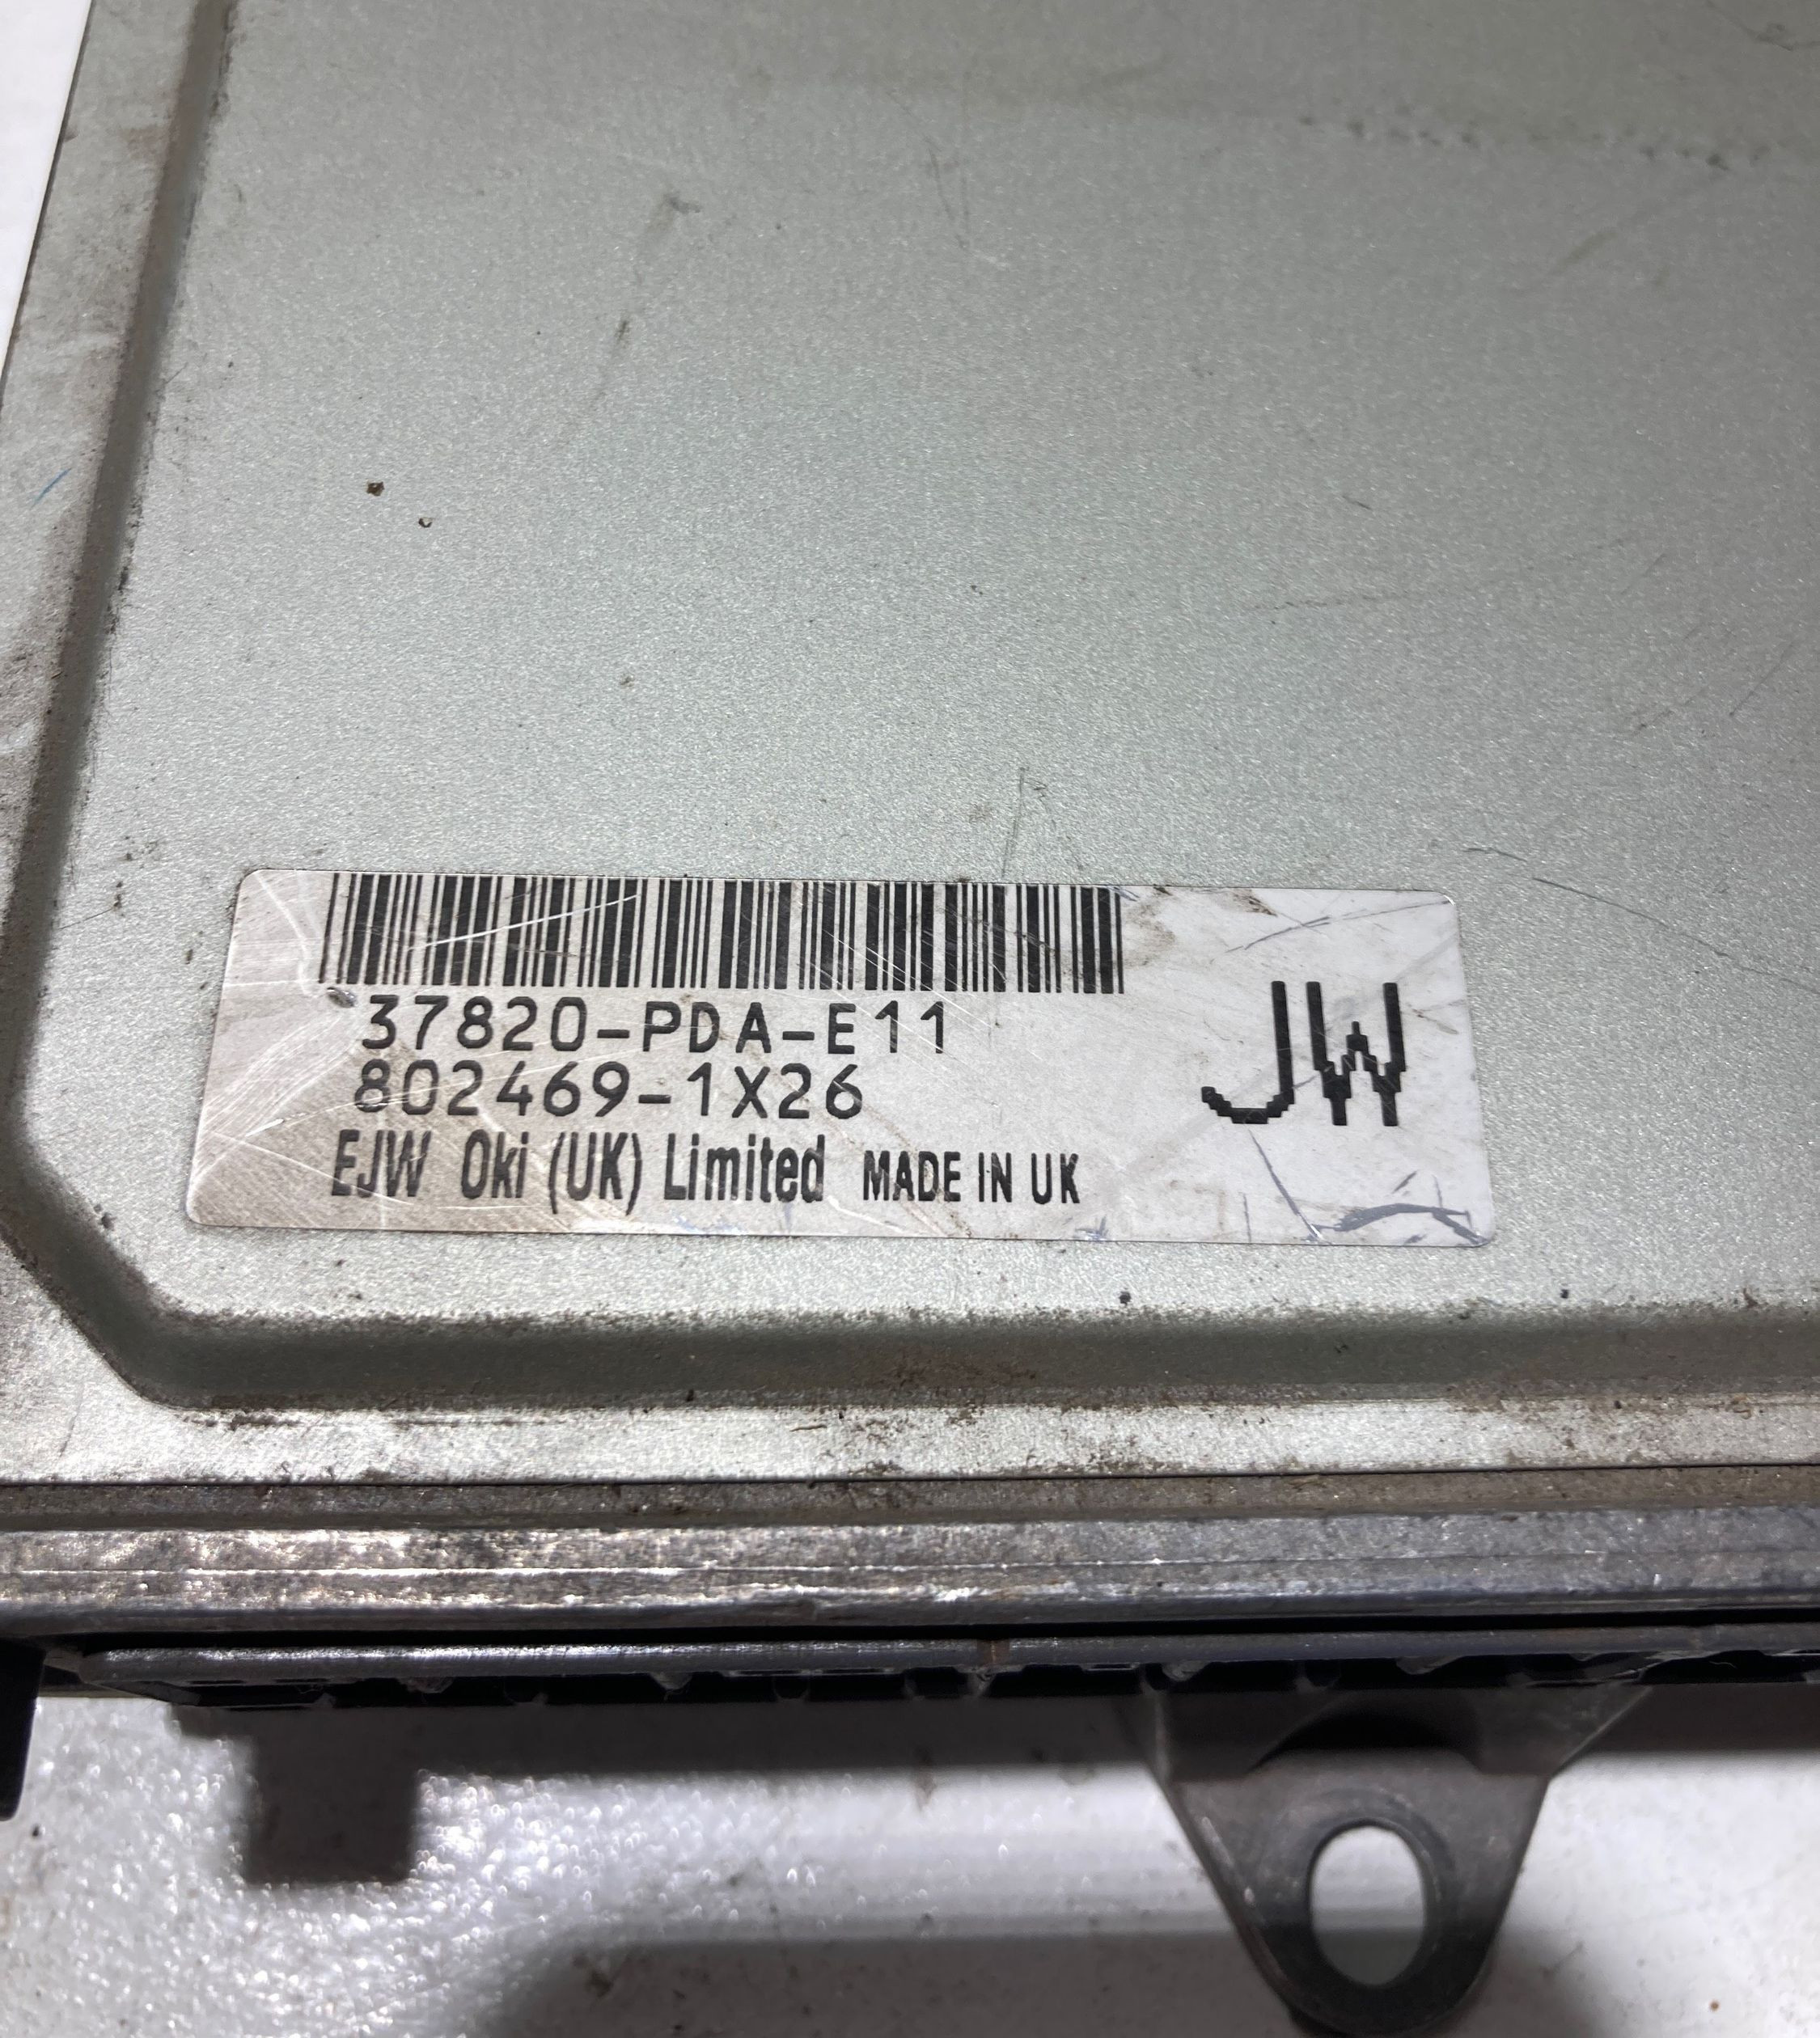 37820-PDA-E11
802469-1X26
JW
EJW Oki (UK) Limited MADE IN UK